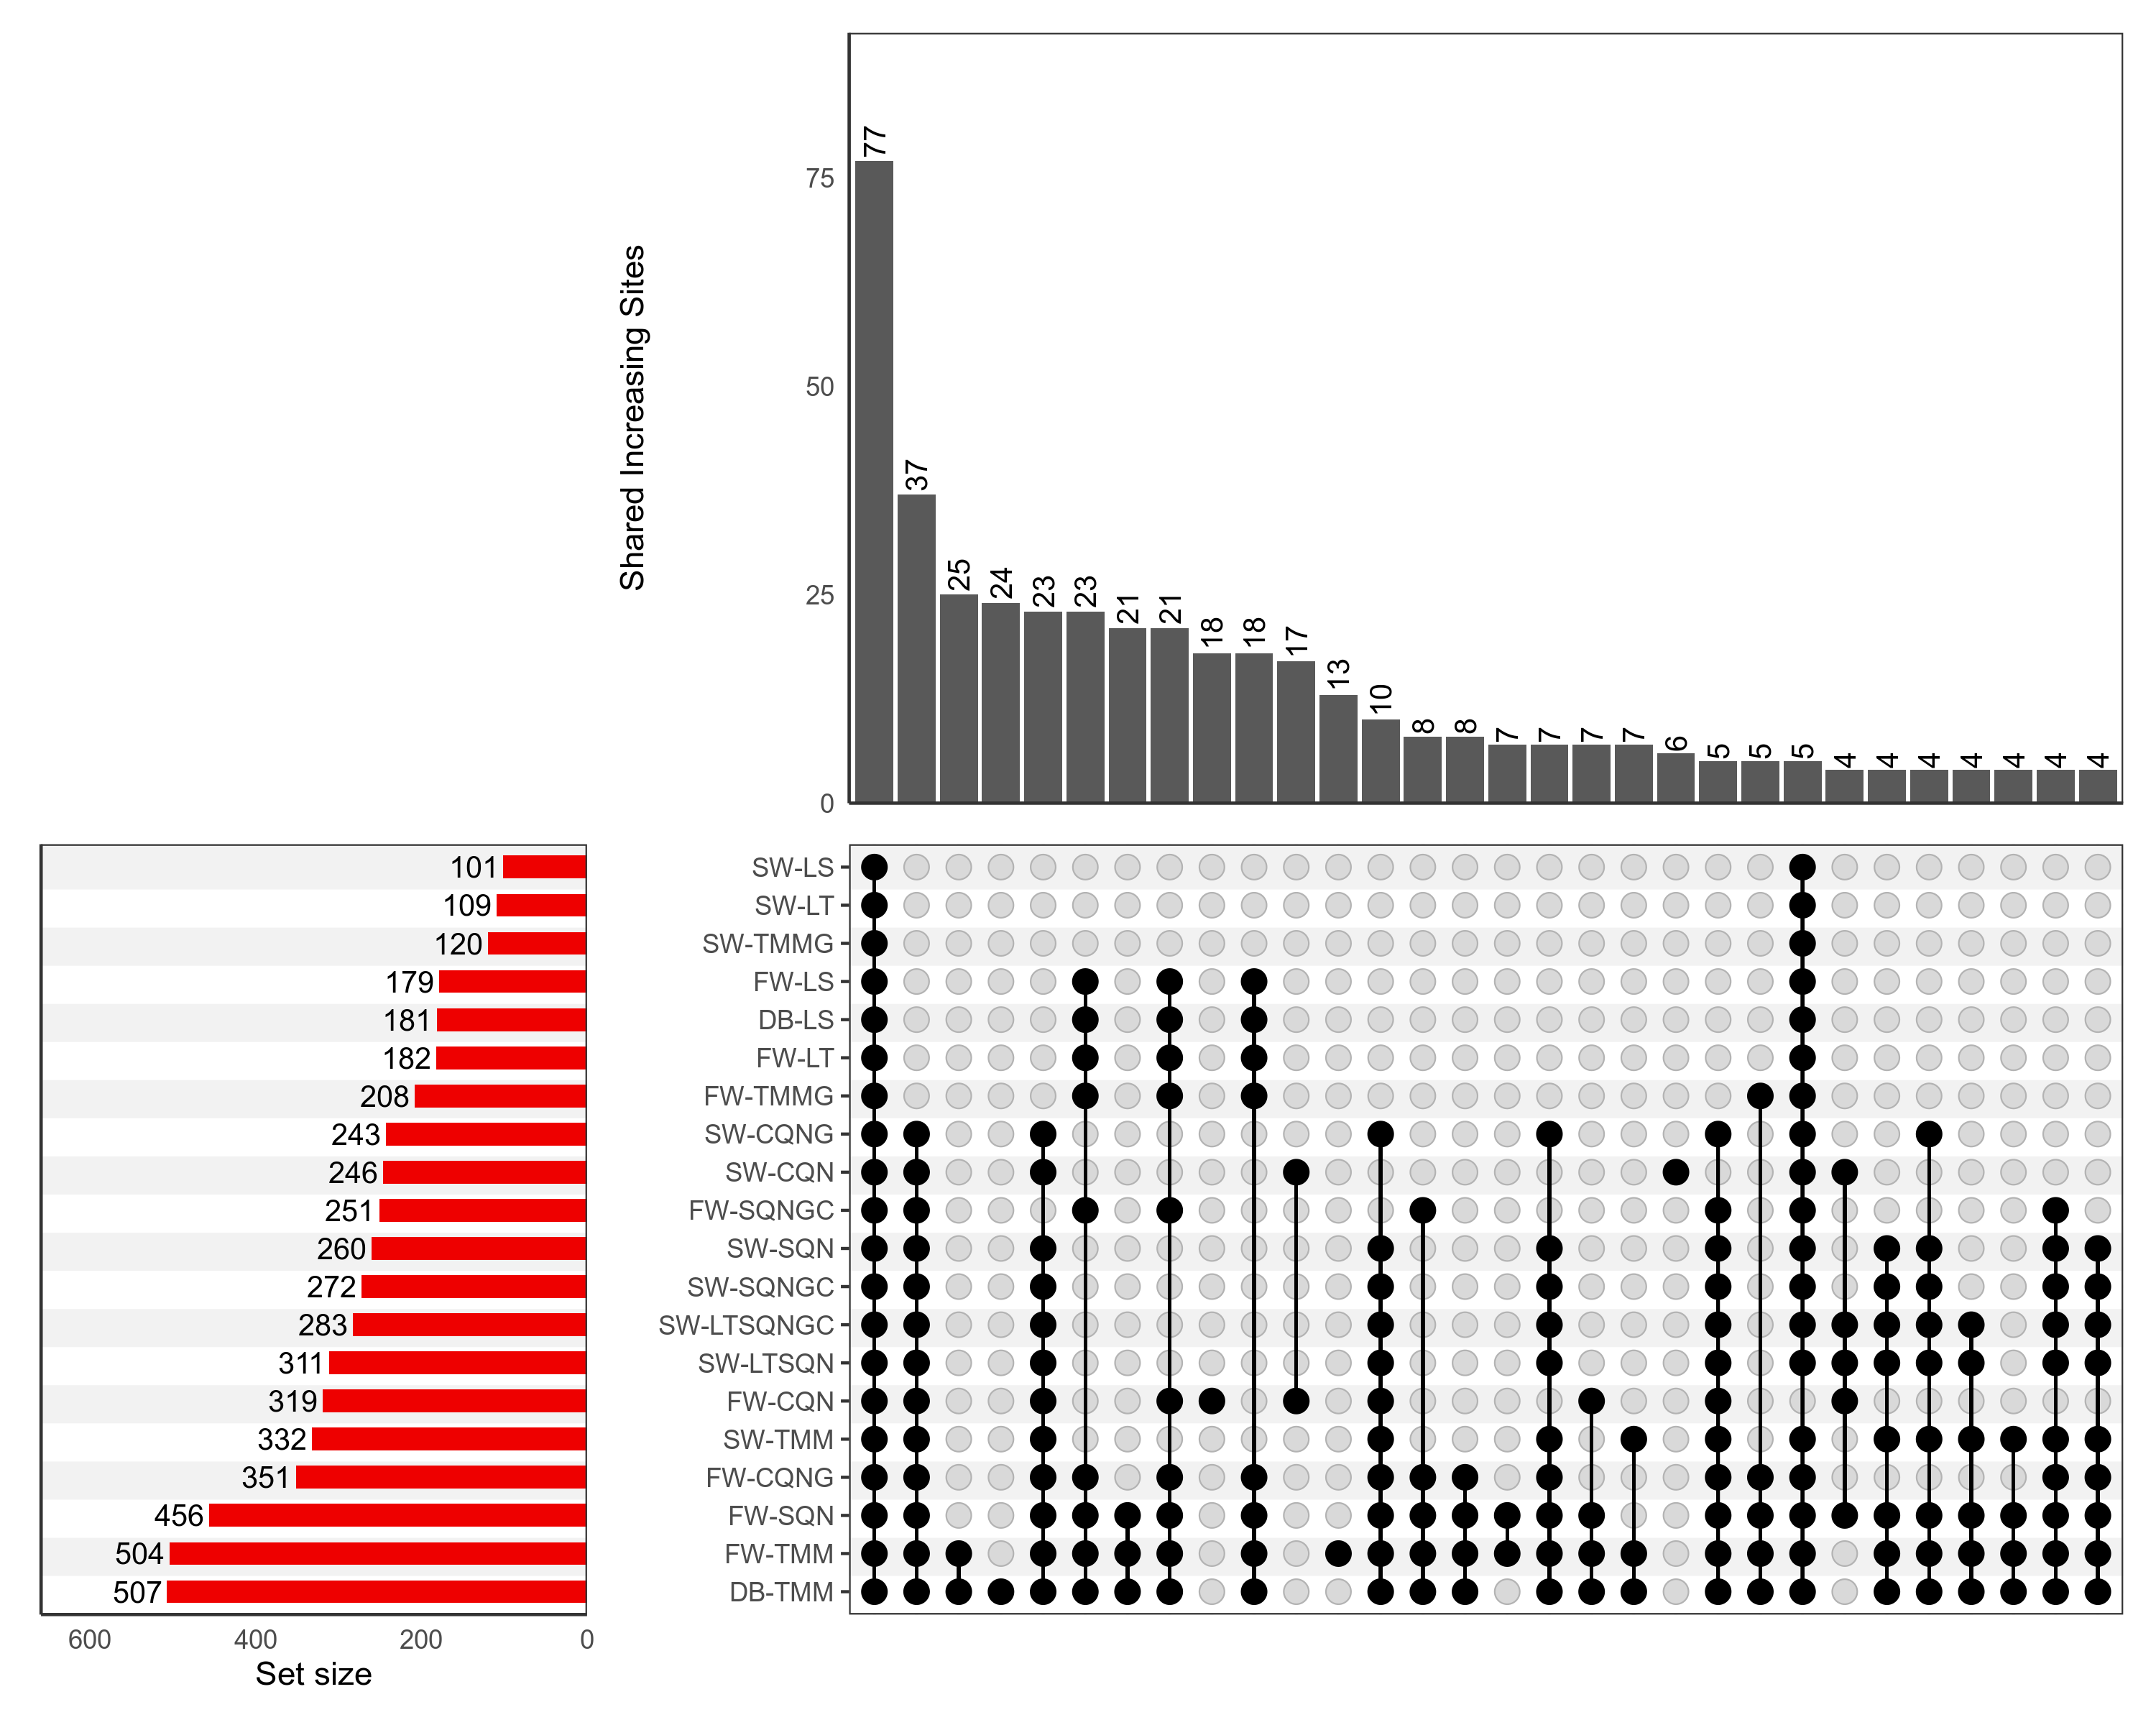 Shared Increasing Sites
75
50
25
0
77
37
25
24
23
23
21
21
18
18
17
13
10
8
8
7
7
7
7
6
5
5
5
4
4
4
4
4
4
4
101
109
120
179
181
182
208
243
246
251
260
272
283
311
319
332
351
456
504
507
600 400 200 0
Set size
SW-LS
SW-LT
SW-TMMG
FW-LS
DB-LS
FW-LT
FW-TMMG
SW-CQNG
SW-CQN
FW-SQNGC
SW-SQN
SW-SQNGC
SW-LTSQNGC
SW-LTSQN
FW-CQN
SW-TMM
FW-CQNG
FW-SQN
FW-TMM
DB-TMM